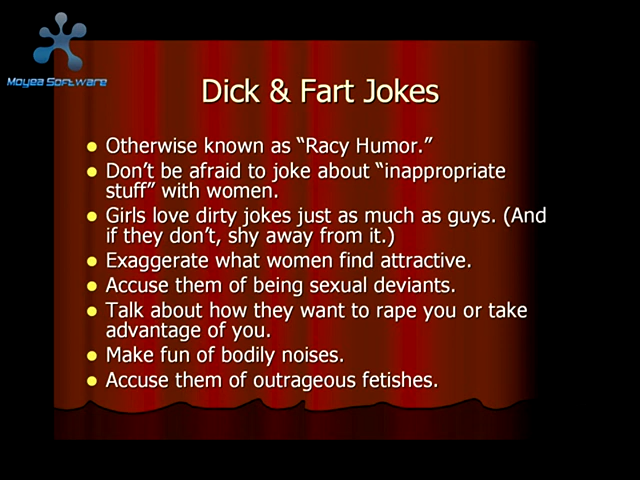 Moyea Software
Dick & Fart Jokes
Otherwise known as “Racy Humor.”
Don’t be afraid to joke about “inappropriate
stuff” with women.
Girls love dirty jokes just as much as guys. (And
if they don’t, shy away from it.)
Exaggerate what women find attractive.
Accuse them of being sexual deviants.
Talk about how they want to rape you or take
advantage of you.
Make fun of bodily noises.
Accuse them of outrageous fetishes.